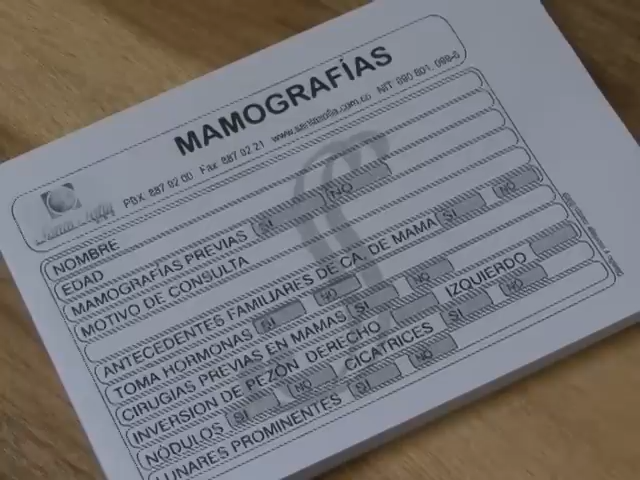 MAMOGRAFÍAS
PBX: 887 02 00 Fax 887 02 21 www.santasofia.com.co NIT: 890.801.099-5
NOMBRE
EDAD
MAMOGRAFÍAS PREVIAS SI NO
MOTIVO DE CONSULTA
ANTECEDENTES FAMILIARES DE CA. DE MAMA SI NO
TOMA HORMONAS SI NO
CIRUGIAS PREVIAS EN MAMAS SI NO
INVERSION DE PEZÓN DERECHO IZQUIERDO
NÓDULOS SI NO CICATRICES SI NO
LUNARES PROMINENTES SI NO